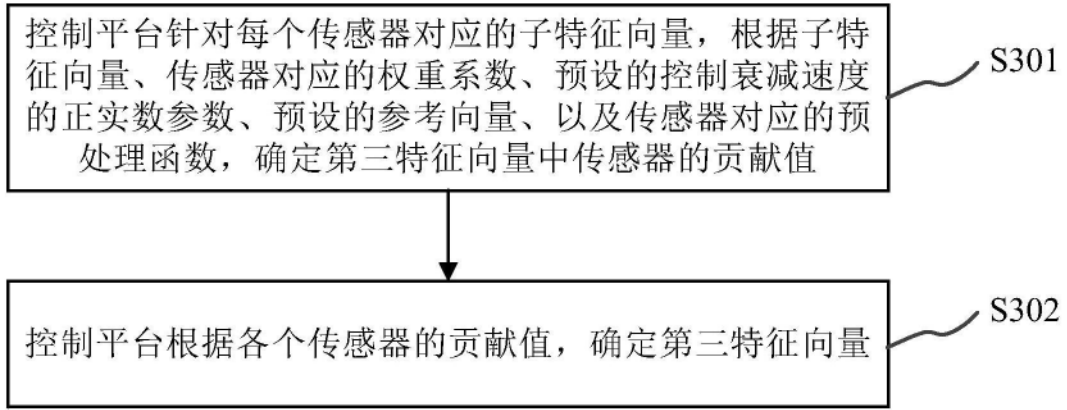 控制平台针对每个传感器对应的子特征向量，根据子特
征向量、传感器对应的权重系数、预设的控制衰减速度
的正实数参数、预设的参考向量、以及传感器对应的预
处理函数，确定第三特征向量中传感器的贡献值
S301
控制平台根据各个传感器的贡献值，确定第三特征向量
S302